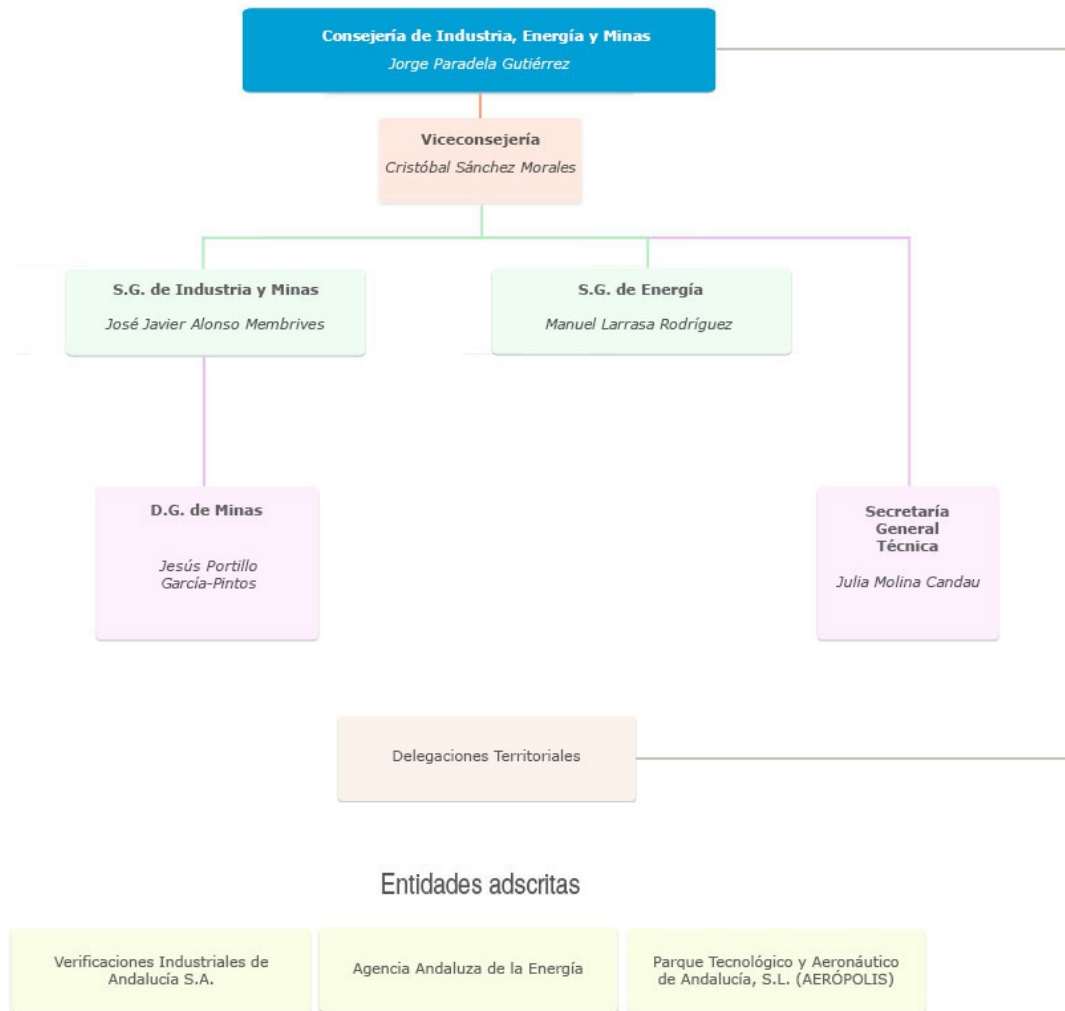 Consejería de Industria, Energía y Minas
Jorge Paradela Gutiérrez
Viceconsejería
Cristóbal Sánchez Morales
S.G. de Industria y Minas
José Javier Alonso Membrives
S.G. de Energía
Manuel Larrasa Rodríguez
D.G. de Minas
Jesús Portillo
García-Pintos
Secretaría
General
Técnica
Julia Molina Candau
Delegaciones Territoriales
Entidades adscritas
Verificaciones Industriales de
Andalucía S.A.
Agencia Andaluza de la Energía
Parque Tecnológico y Aeronáutico
de Andalucía, S.L. (AERÓPOLIS)